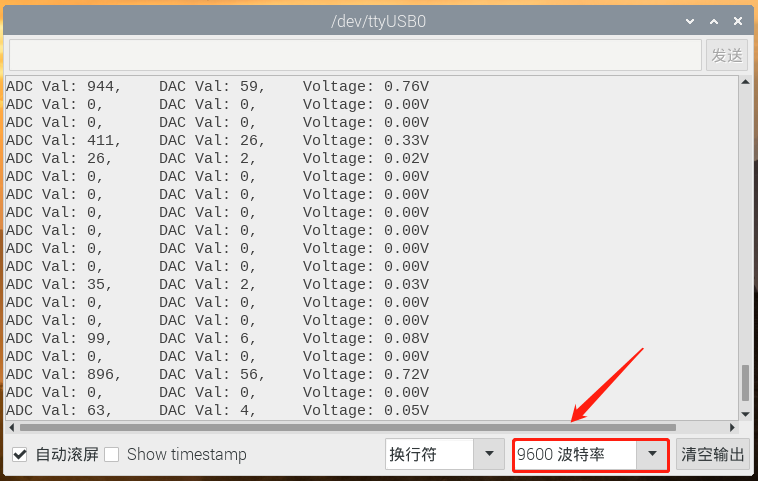 /dev/ttyUSB0
发送
ADC Val: 944,    DAC Val: 59,    Voltage: 0.76V
ADC Val: 0,    DAC Val: 0,    Voltage: 0.00V
ADC Val: 0,    DAC Val: 0,    Voltage: 0.00V
ADC Val: 411,    DAC Val: 26,    Voltage: 0.33V
ADC Val: 26,    DAC Val: 2,    Voltage: 0.02V
ADC Val: 0,    DAC Val: 0,    Voltage: 0.00V
ADC Val: 0,    DAC Val: 0,    Voltage: 0.00V
ADC Val: 0,    DAC Val: 0,    Voltage: 0.00V
ADC Val: 0,    DAC Val: 0,    Voltage: 0.00V
ADC Val: 0,    DAC Val: 0,    Voltage: 0.00V
ADC Val: 0,    DAC Val: 0,    Voltage: 0.00V
ADC Val: 35,    DAC Val: 2,    Voltage: 0.03V
ADC Val: 0,    DAC Val: 0,    Voltage: 0.00V
ADC Val: 0,    DAC Val: 0,    Voltage: 0.00V
ADC Val: 99,    DAC Val: 6,    Voltage: 0.08V
ADC Val: 0,    DAC Val: 0,    Voltage: 0.00V
ADC Val: 896,    DAC Val: 56,    Voltage: 0.72V
ADC Val: 0,    DAC Val: 0,    Voltage: 0.00V
ADC Val: 63,    DAC Val: 4,    Voltage: 0.05V
自动滚屏 Show timestamp 换行符 9600 波特率 清空输出